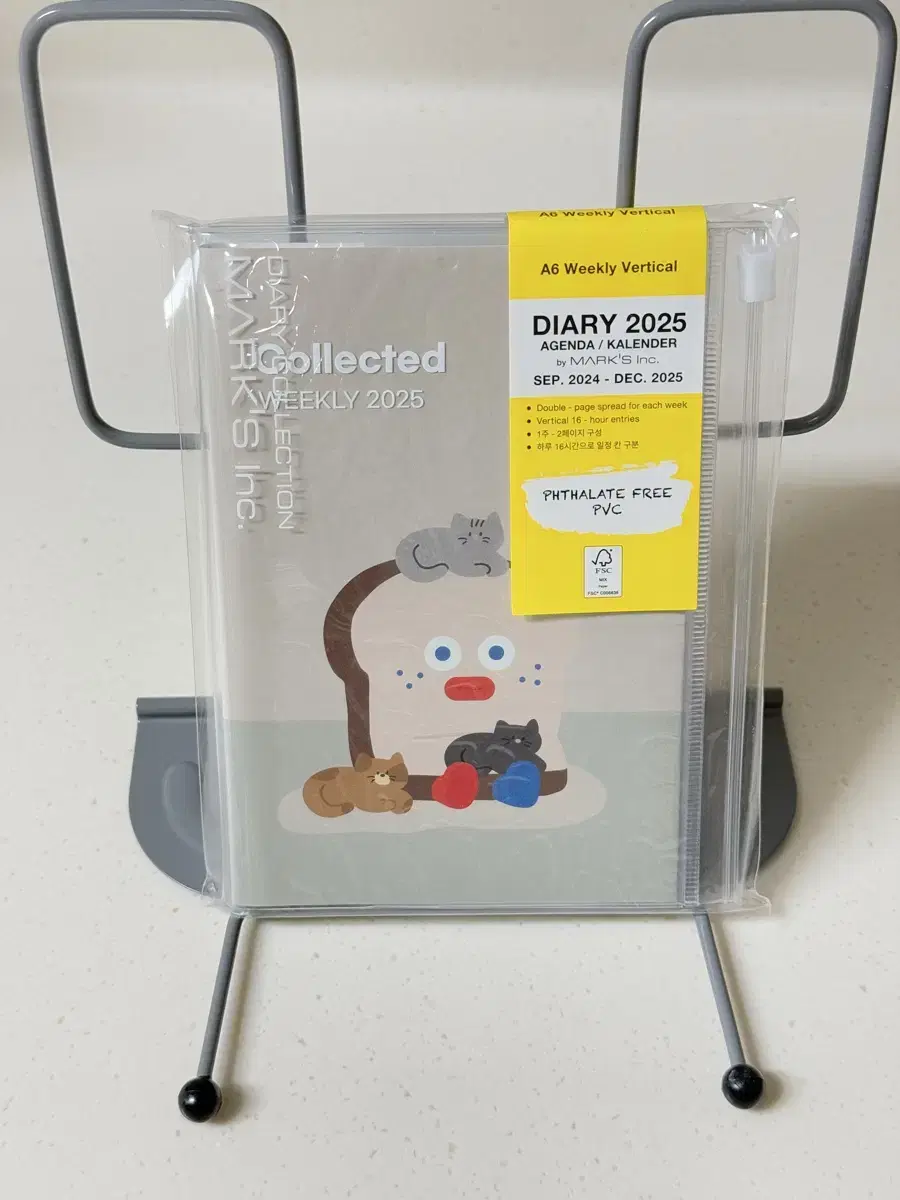 DIARY COLLECTION
MARK'S Inc.
Collected
WEEKLY 2025
A6 Weekly Vertical
A6 Weekly Vertical
DIARY 2025
AGENDA / KALENDER
by MARK'S Inc.
SEP. 2024 - DEC. 2025
• Double - page spread for each week
• Vertical 16 - hour entries
• 1주 - 2페이지 구성
• 하루 16시간으로 일정 칸 구분
PHTHALATE FREE
PVC
FSC
MIX